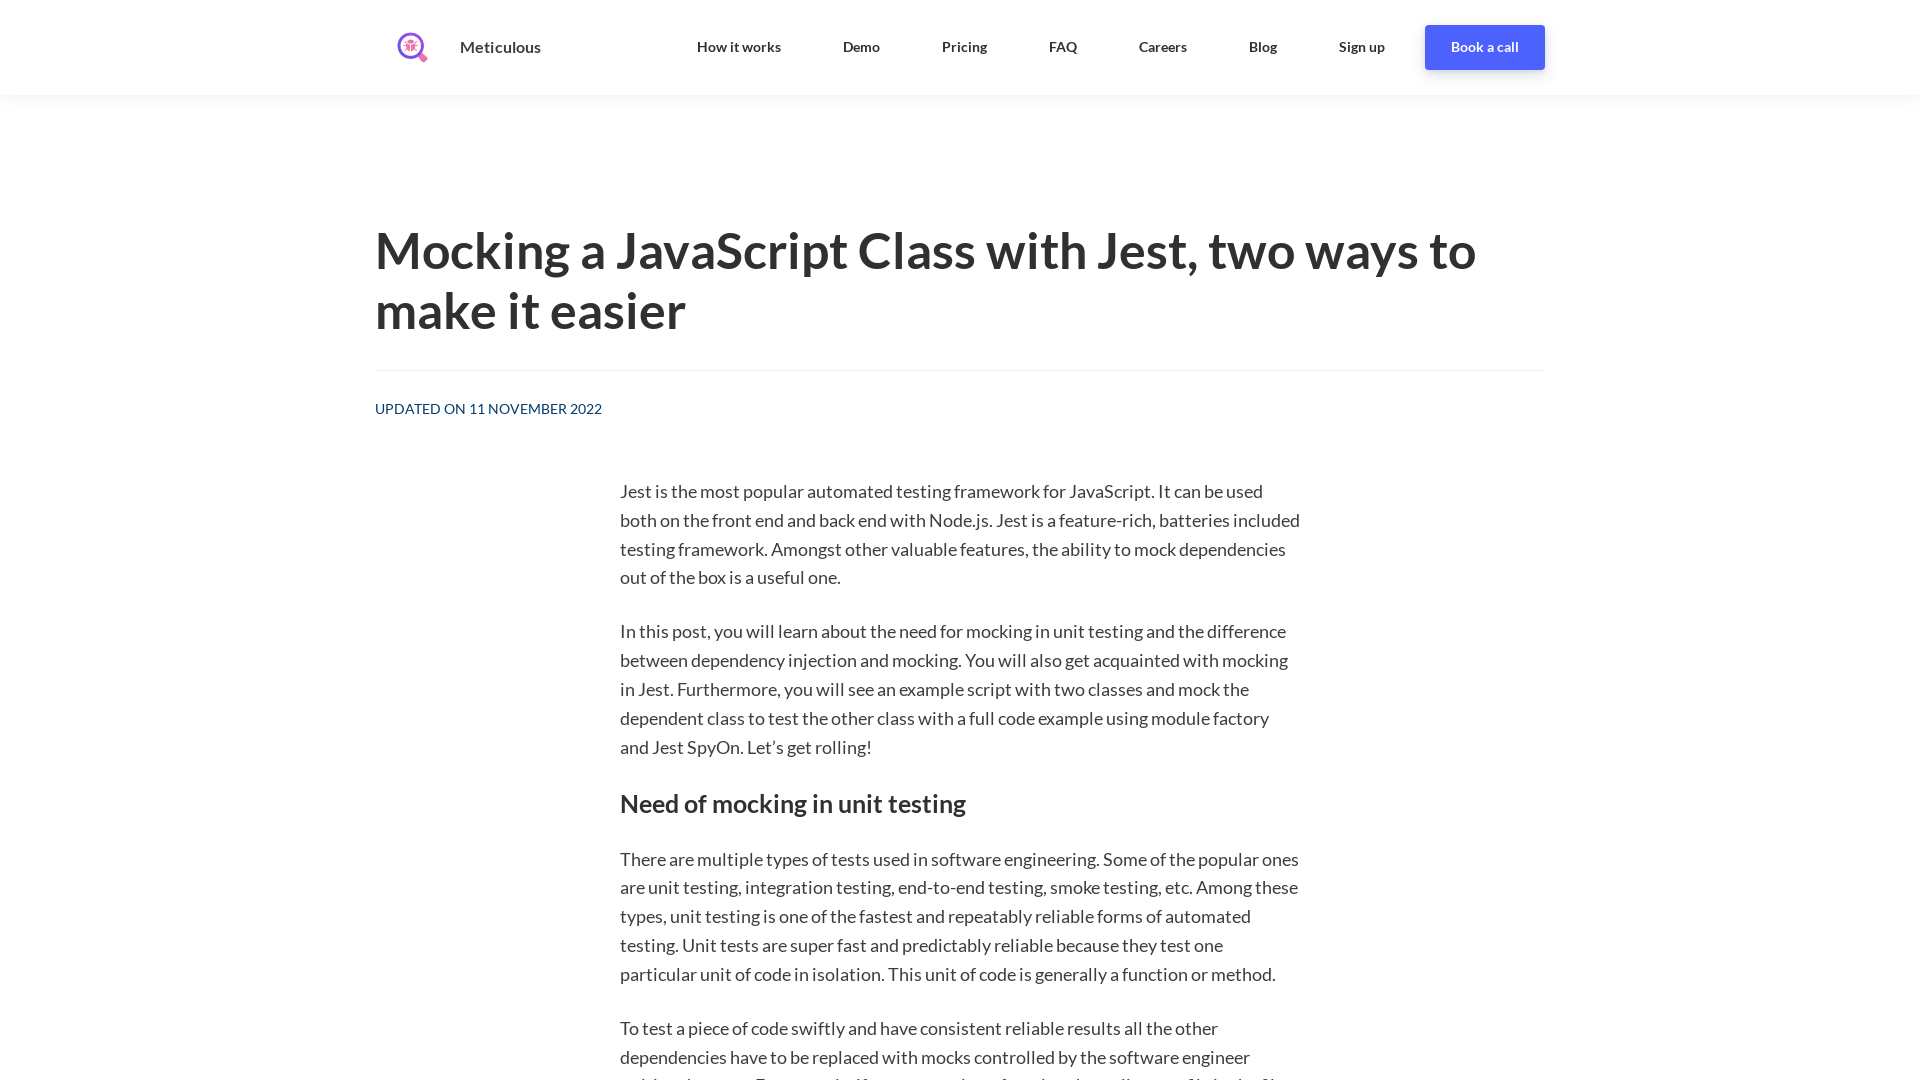 Meticulous
How it works
Demo
Pricing
FAQ
Careers
Blog
Sign up
Book a call
Mocking a JavaScript Class with Jest, two ways to
make it easier
UPDATED ON 11 NOVEMBER 2022
Jest is the most popular automated testing framework for JavaScript. It can be used
both on the front end and back end with Node.js. Jest is a feature-rich, batteries included
testing framework. Amongst other valuable features, the ability to mock dependencies
out of the box is a useful one.
In this post, you will learn about the need for mocking in unit testing and the difference
between dependency injection and mocking. You will also get acquainted with mocking
in Jest. Furthermore, you will see an example script with two classes and mock the
dependent class to test the other class with a full code example using module factory
and Jest SpyOn. Let’s get rolling!
Need of mocking in unit testing
There are multiple types of tests used in software engineering. Some of the popular ones
are unit testing, integration testing, end-to-end testing, smoke testing, etc. Among these
types, unit testing is one of the fastest and repeatably reliable forms of automated
testing. Unit tests are super fast and predictably reliable because they test one
particular unit of code in isolation. This unit of code is generally a function or method.
To test a piece of code swiftly and have consistent reliable results all the other
dependencies have to be replaced with mocks controlled by the software engineer